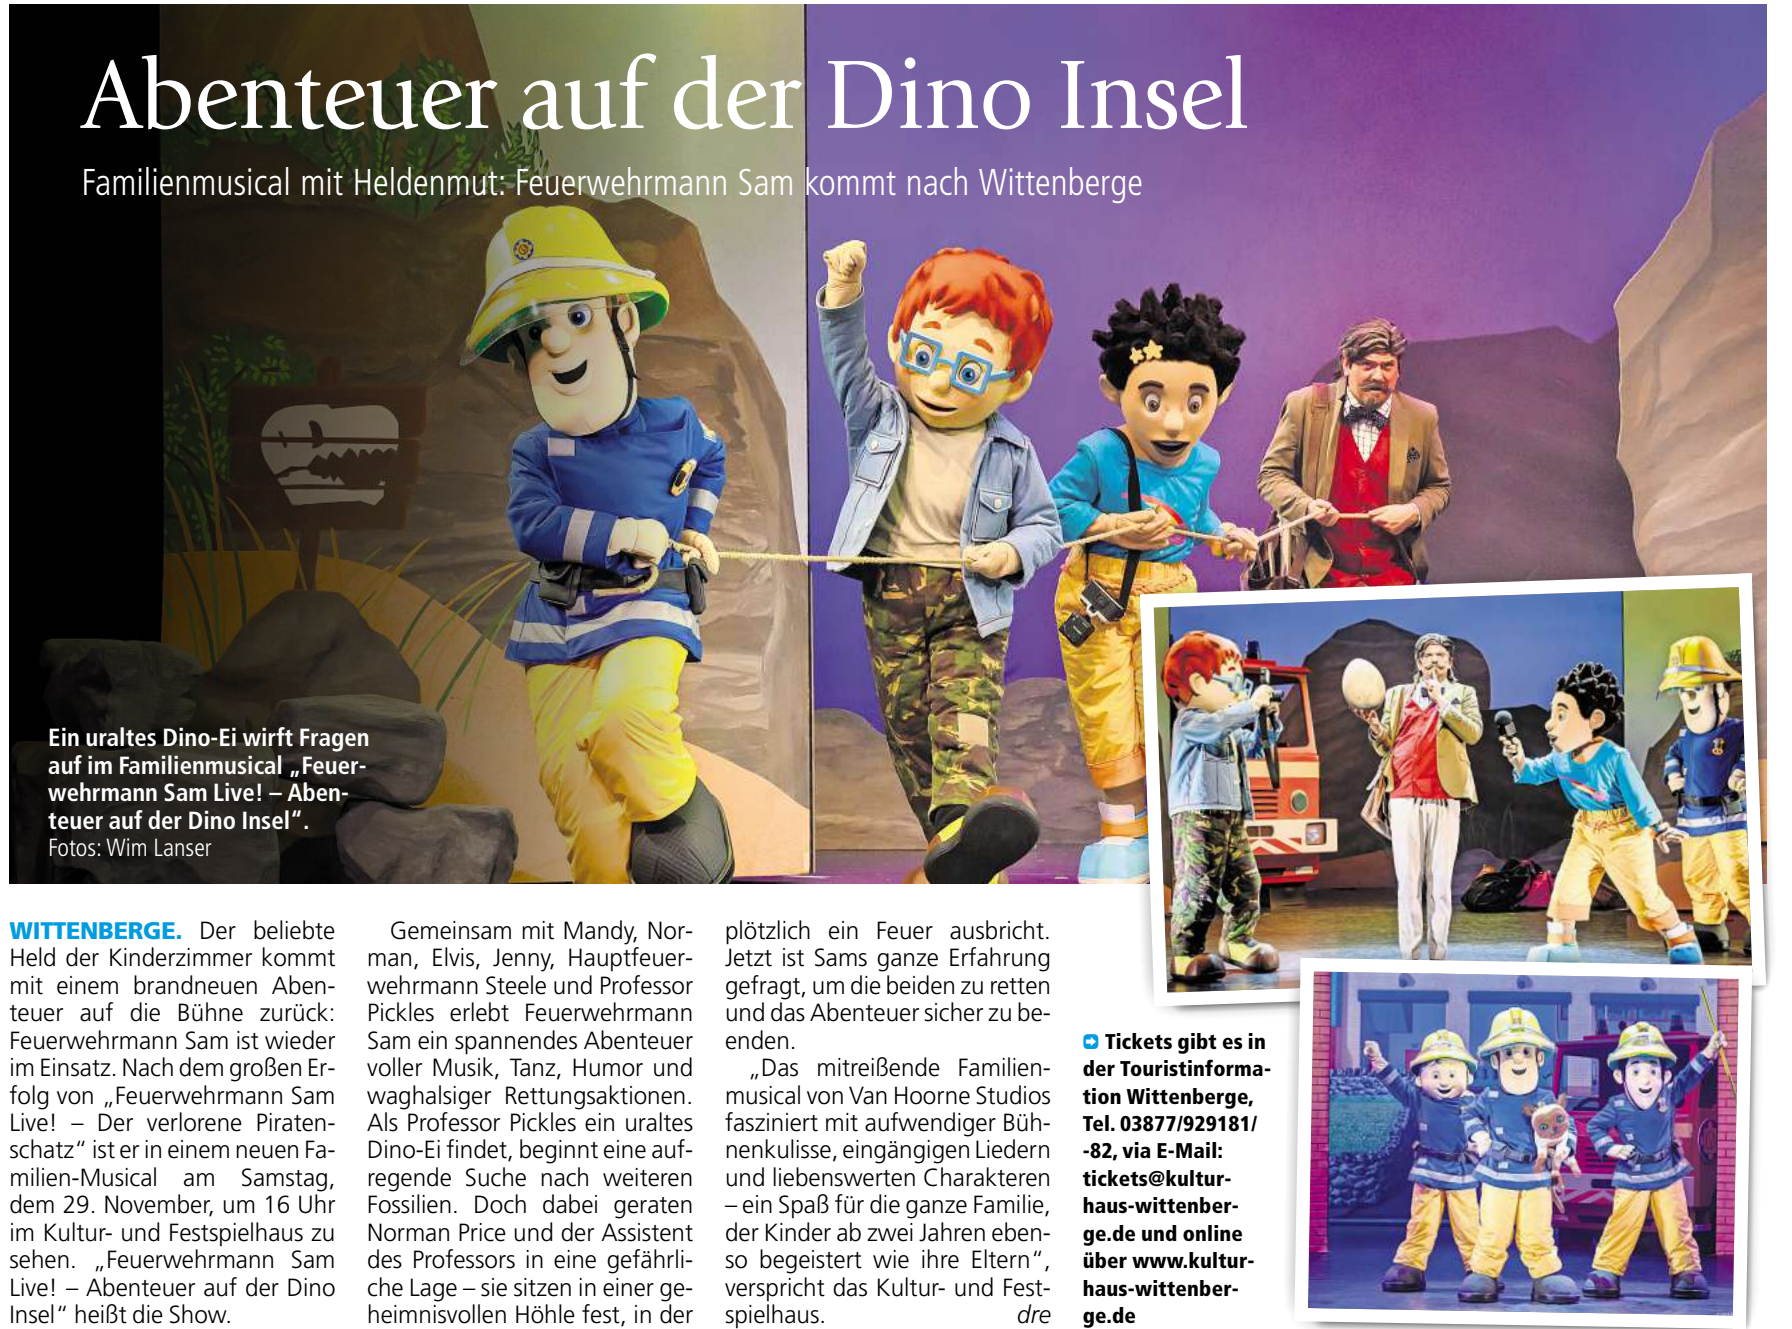 Abenteuer auf der Dino Insel
Familienmusical mit Heldenmut: Feuerwehrmann Sam kommt nach Wittenberge
Ein uraltes Dino-Ei wirft Fragen
auf im Familienmusical „Feuer-
wehrmann Sam Live! – Aben-
teuer auf der Dino Insel“.
Fotos: Wim Lanser
WITTENBERGE. Der beliebte
Held der Kinderzimmer kommt
mit einem brandneuen Aben-
teuer auf die Bühne zurück:
Feuerwehrmann Sam ist wieder
im Einsatz. Nach dem großen Er-
folg von „Feuerwehrmann Sam
Live! – Der verlorene Piraten-
schatz“ ist er in einem neuen Fa-
milien-Musical am Samstag,
dem 29. November, um 16 Uhr
im Kultur- und Festspielhaus zu
sehen. „Feuerwehrmann Sam
Live! – Abenteuer auf der Dino
Insel“ heißt die Show.
Gemeinsam mit Mandy, Nor-
man, Elvis, Jenny, Hauptfeuer-
wehrmann Steele und Professor
Pickles erlebt Feuerwehrmann
Sam ein spannendes Abenteuer
voller Musik, Tanz, Humor und
waghalsiger Rettungsaktionen.
Als Professor Pickles ein uraltes
Dino-Ei findet, beginnt eine auf-
regende Suche nach weiteren
Fossilien. Doch dabei geraten
Norman Price und der Assistent
des Professors in eine gefährli-
che Lage – sie sitzen in einer ge-
heimnisvollen Höhle fest, in der
plötzlich ein Feuer ausbricht.
Jetzt ist Sams ganze Erfahrung
gefragt, um die beiden zu retten
und das Abenteuer sicher zu be-
enden.
„Das mitreißende Familien-
musical von Van Hoorne Studios
fasziniert mit aufwendiger Büh-
nenkulisse, eingängigen Liedern
und liebenswerten Charakteren
– ein Spaß für die ganze Familie,
der Kinder ab zwei Jahren eben-
so begeistert wie ihre Eltern“,
verspricht das Kultur- und Fest-
spielhaus. dre
Tickets gibt es in
der Touristinforma-
tion Wittenberge,
Tel. 03877/929181/
-82, via E-Mail:
tickets@kultur-
haus-wittenber-
ge.de und online
über www.kultur-
haus-wittenber-
ge.de